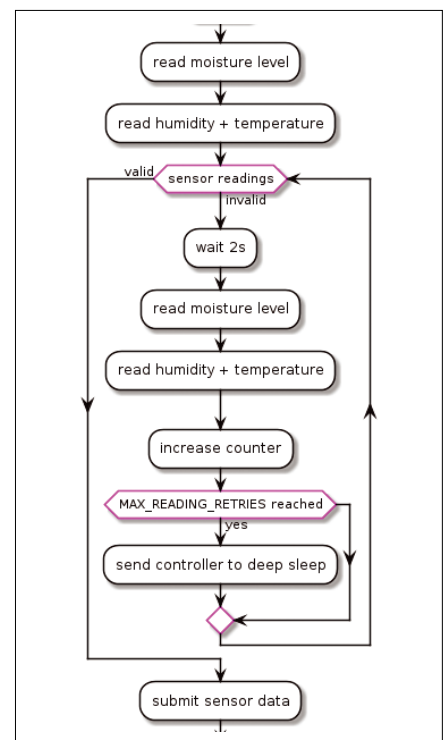 read moisture level
read humidity + temperature
valid
sensor readings
invalid
wait 2s
read moisture level
read humidity + temperature
increase counter
MAX_READING_RETRIES reached
yes
send controller to deep sleep
submit sensor data